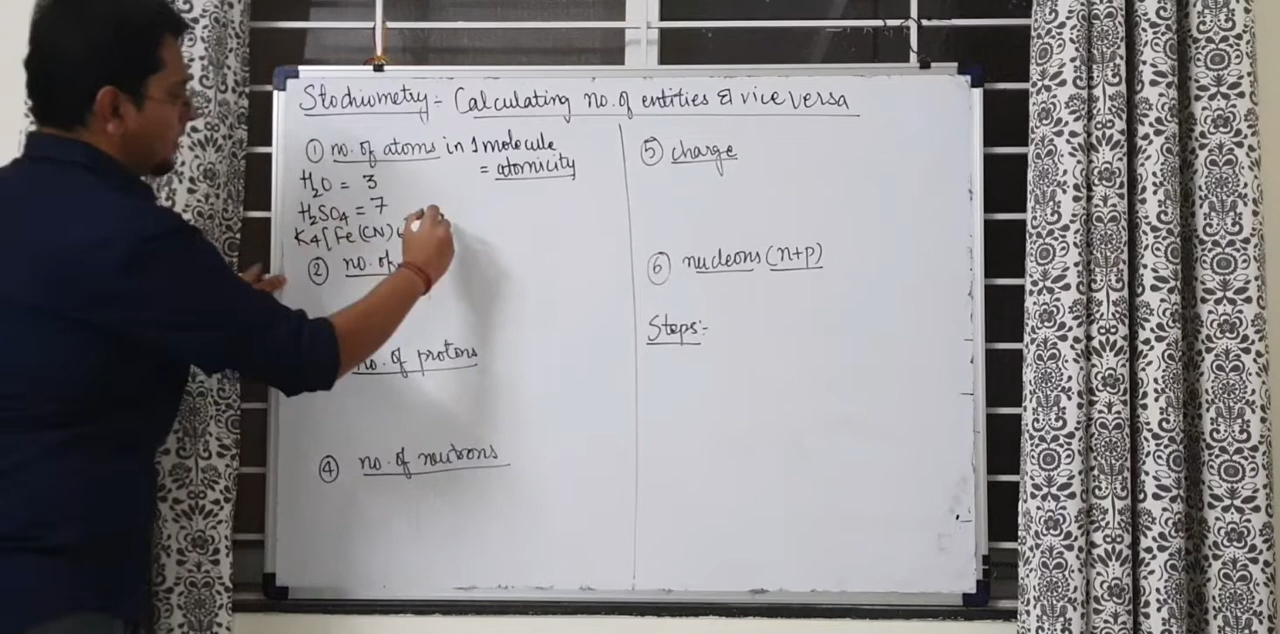 Stochiometry:- Calculating no. of entities & vice versa
① no. of atoms in 1 molecule
= atomicity
H₂O = 3
H₂SO₄ = 7
K₄[Fe(CN)
② no. of
no. of protons
④ no. of neutrons
⑤ charge
⑥ nucleons (n+p)
Steps:-